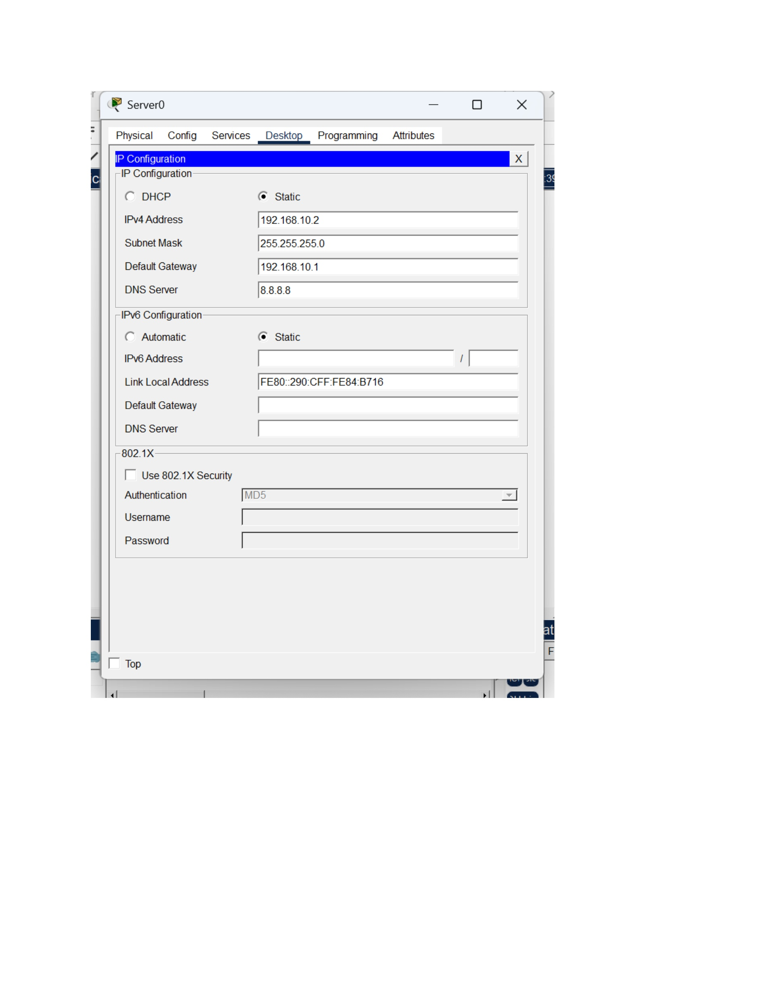 Server0
Physical Config Services Desktop Programming Attributes
IP Configuration X
IP Configuration
DHCP Static
IPv4 Address 192.168.10.2
Subnet Mask 255.255.255.0
Default Gateway 192.168.10.1
DNS Server 8.8.8.8
IPv6 Configuration
Automatic Static
IPv6 Address /
Link Local Address FE80::290:CFF:FE84:B716
Default Gateway
DNS Server
802.1X
Use 802.1X Security
Authentication MD5
Username
Password
Top